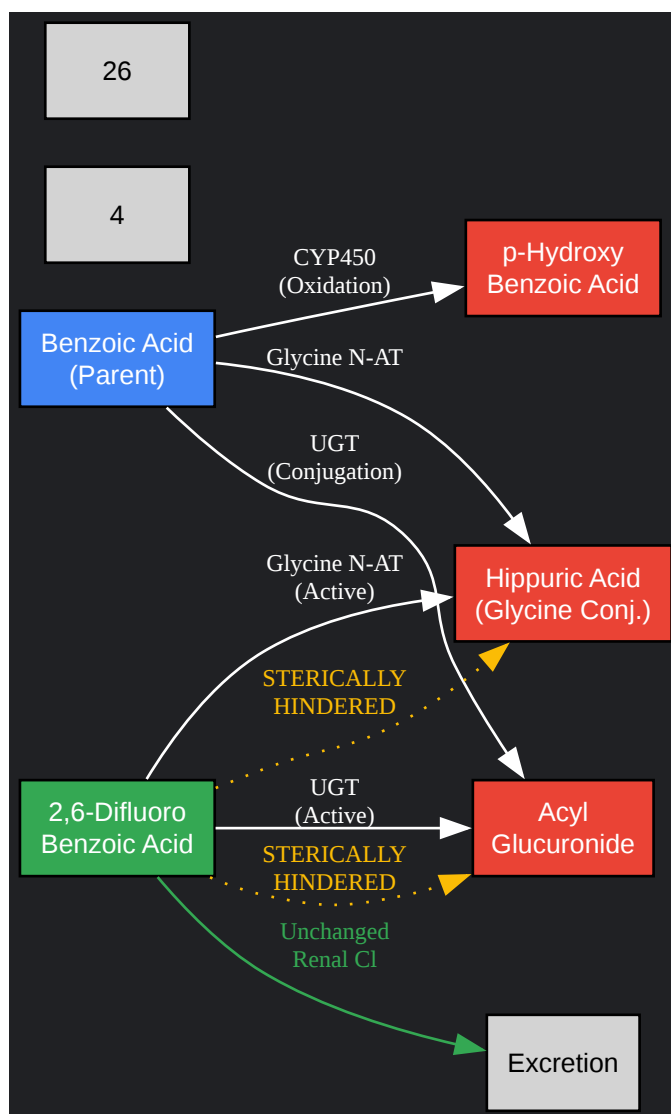 26
4
CYP450
(Oxidation)
p-Hydroxy
Benzoic Acid
Benzoic Acid
(Parent)
Glycine N-AT
UGT
(Conjugation)
Glycine N-AT
(Active)
Hippuric Acid
(Glycine Conj.)
STERICALLY
HINDERED
2,6-Difluoro
Benzoic Acid
UGT
(Active)
Acyl
Glucuronide
STERICALLY
HINDERED
Unchanged
Renal Cl
Excretion